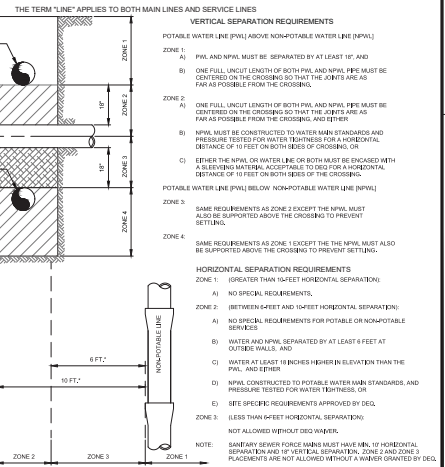 THE TERM "LINE" APPLIES TO BOTH MAIN LINES AND SERVICE LINES
VERTICAL SEPARATION REQUIREMENTS
POTABLE WATER LINE [PWL] ABOVE NON-POTABLE WATER LINE [NPWL]
ZONE 1:
A) PWL AND NPWL MUST BE SEPARATED BY AT LEAST 18", AND
B) ONE FULL, UNCUT LENGTH OF BOTH PWL AND NPWL PIPE MUST BE
CENTERED ON THE CROSSING SO THAT THE JOINTS ARE AS
FAR AS POSSIBLE FROM THE CROSSING.
ZONE 2:
A) ONE FULL, UNCUT LENGTH OF BOTH PWL AND NPWL PIPE MUST BE
CENTERED ON THE CROSSING SO THAT THE JOINTS ARE AS
FAR AS POSSIBLE FROM THE CROSSING, AND EITHER
B) NPWL MUST BE CONSTRUCTED TO WATER MAIN STANDARDS AND
PRESSURE TESTED FOR WATER TIGHTNESS FOR A HORIZONTAL
DISTANCE OF 10 FEET ON BOTH SIDES OF CROSSING, OR
C) EITHER THE NPWL OR WATER LINE OR BOTH MUST BE ENCASED WITH
A SLEEVING MATERIAL ACCEPTABLE TO DEQ FOR A HORIZONTAL
DISTANCE OF 10 FEET ON BOTH SIDES OF THE CROSSING.
POTABLE WATER LINE [PWL] BELOW NON-POTABLE WATER LINE [NPWL]
ZONE 3:
SAME REQUIREMENTS AS ZONE 2 EXCEPT THE NPWL MUST
ALSO BE SUPPORTED ABOVE THE CROSSING TO PREVENT
SETTLING.
ZONE 4:
SAME REQUIREMENTS AS ZONE 1 EXCEPT THE THE NPWL MUST ALSO
BE SUPPORTED ABOVE THE CROSSING TO PREVENT SETTLING.
HORIZONTAL SEPARATION REQUIREMENTS
ZONE 1: (GREATER THAN 10-FEET HORIZONTAL SEPARATION):
A) NO SPECIAL REQUIREMENTS.
ZONE 2: (BETWEEN 6-FEET AND 10-FEET HORIZONTAL SEPARATION):
A) NO SPECIAL REQUIREMENTS FOR POTABLE OR NON-POTABLE
SERVICES
B) WATER AND NPWL SEPARATED BY AT LEAST 6 FEET AT
OUTSIDE WALLS, AND
C) WATER AT LEAST 18 INCHES HIGHER IN ELEVATION THAN THE
PWL, AND EITHER
D) NPWL CONSTRUCTED TO POTABLE WATER MAIN STANDARDS, AND
PRESSURE TESTED FOR WATER TIGHTNESS, OR
E) SITE SPECIFIC REQUIREMENTS APPROVED BY DEQ.
ZONE 3: (LESS THAN 6-FEET HORIZONTAL SEPARATION):
NOT ALLOWED WITHOUT DEQ WAIVER.
NOTE: SANITARY SEWER FORCE MAINS MUST HAVE MIN. 10' HORIZONTAL
SEPARATION AND 18" VERTICAL SEPARATION. ZONE 2 AND ZONE 3
PLACEMENTS ARE NOT ALLOWED WITHOUT A WAIVER GRANTED BY DEQ.
ZONE 1
ZONE 2
ZONE 3
ZONE 4
18"
18"
NON-POTABLE LINE
6 FT.*
10 FT.*
ZONE 2
ZONE 3
ZONE 1